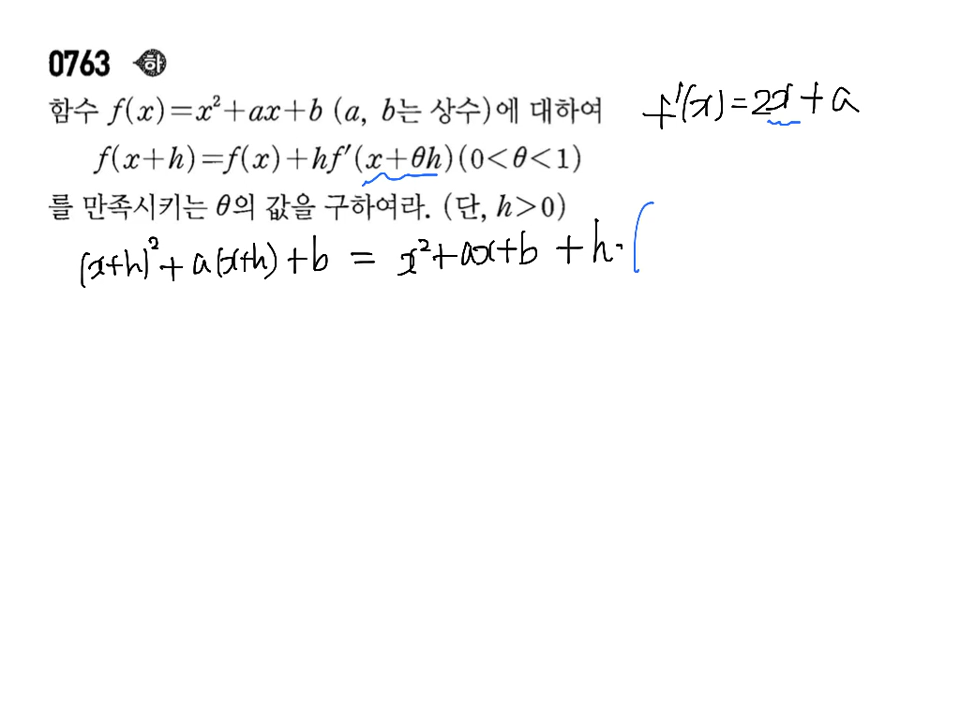 0763 하
함수 f(x)=x²+ax+b (a, b는 상수)에 대하여
f'(x)=2x+a
f(x+h)=f(x)+hf'(x+θh)(0<θ<1)
를 만족시키는 θ의 값을 구하여라. (단, h>0)
(x+h)²+a(x+h)+b = x²+ax+b+h·(